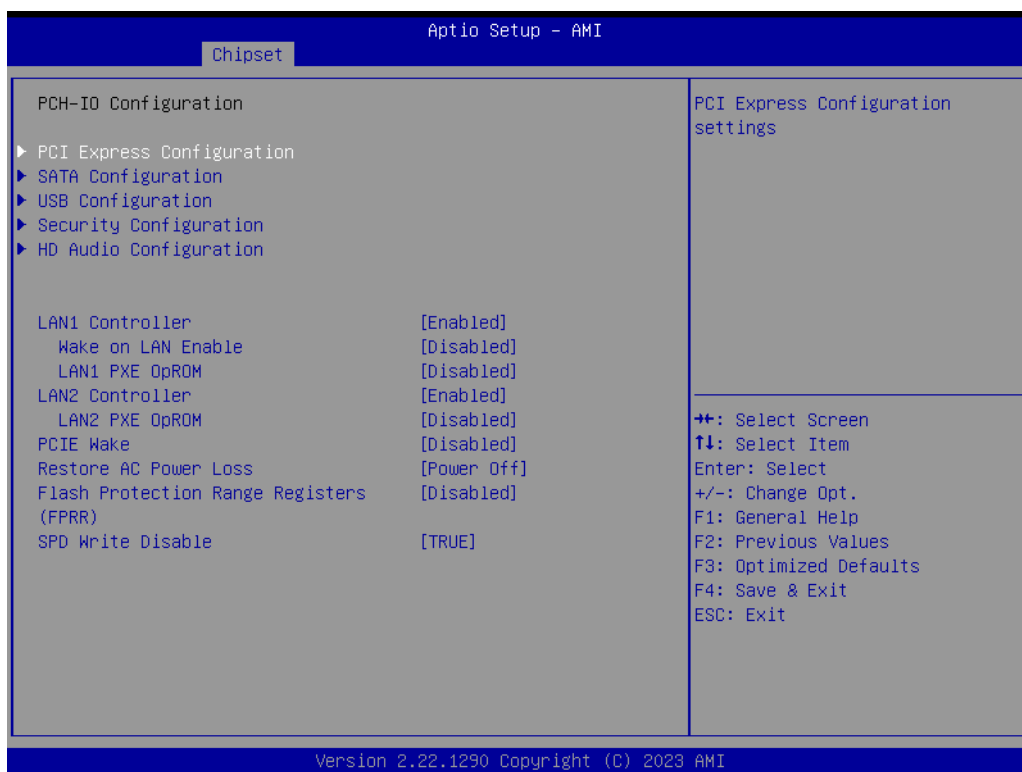 Aptio Setup – AMI
Chipset
PCH-IO Configuration
▶ PCI Express Configuration
▶ SATA Configuration
▶ USB Configuration
▶ Security Configuration
▶ HD Audio Configuration
LAN1 Controller [Enabled]
Wake on LAN Enable [Disabled]
LAN1 PXE OpROM [Disabled]
LAN2 Controller [Enabled]
LAN2 PXE OpROM [Disabled]
PCIE Wake [Disabled]
Restore AC Power Loss [Power Off]
Flash Protection Range Registers [Disabled]
(FPRR)
SPD Write Disable [TRUE]
PCI Express Configuration
settings
→←: Select Screen
↑↓: Select Item
Enter: Select
+/-: Change Opt.
F1: General Help
F2: Previous Values
F3: Optimized Defaults
F4: Save & Exit
ESC: Exit
Version 2.22.1290 Copyright (C) 2023 AMI